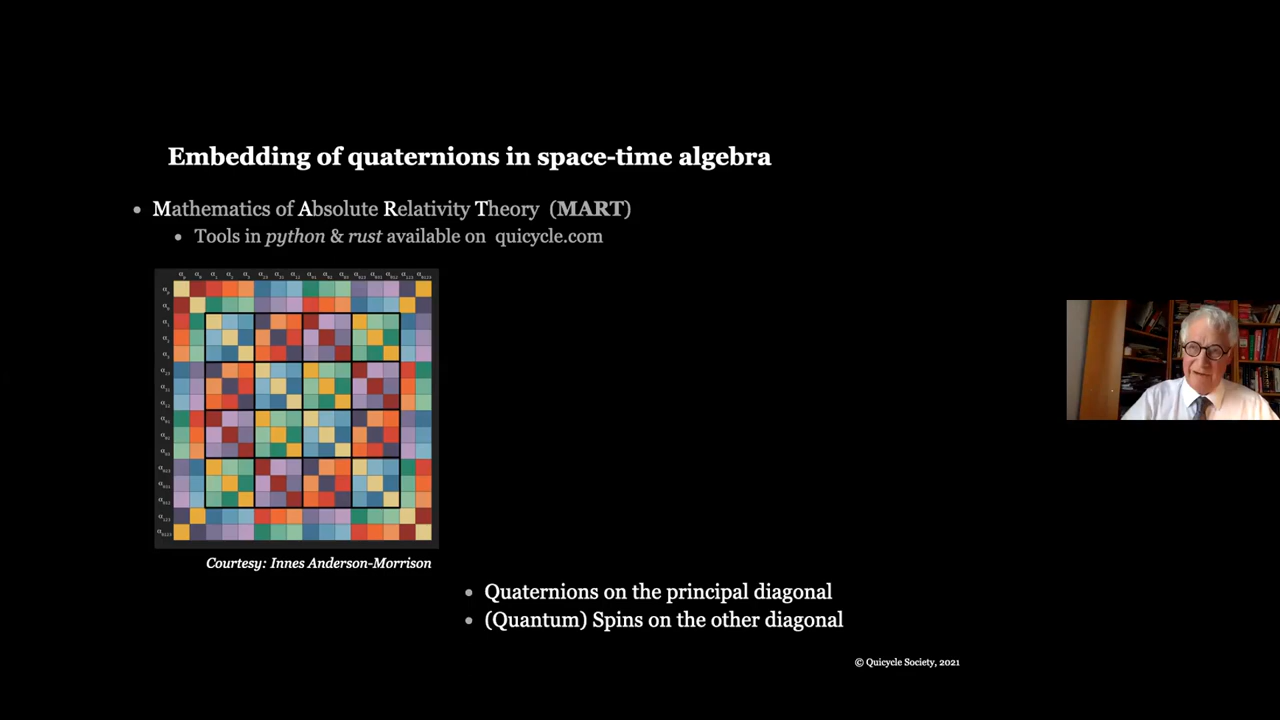 Embedding of quaternions in space-time algebra
• Mathematics of Absolute Relativity Theory (MART)
• Tools in python & rust available on quicycle.com
Courtesy: Innes Anderson-Morrison
• Quaternions on the principal diagonal
• (Quantum) Spins on the other diagonal
© Quicycle Society, 2021